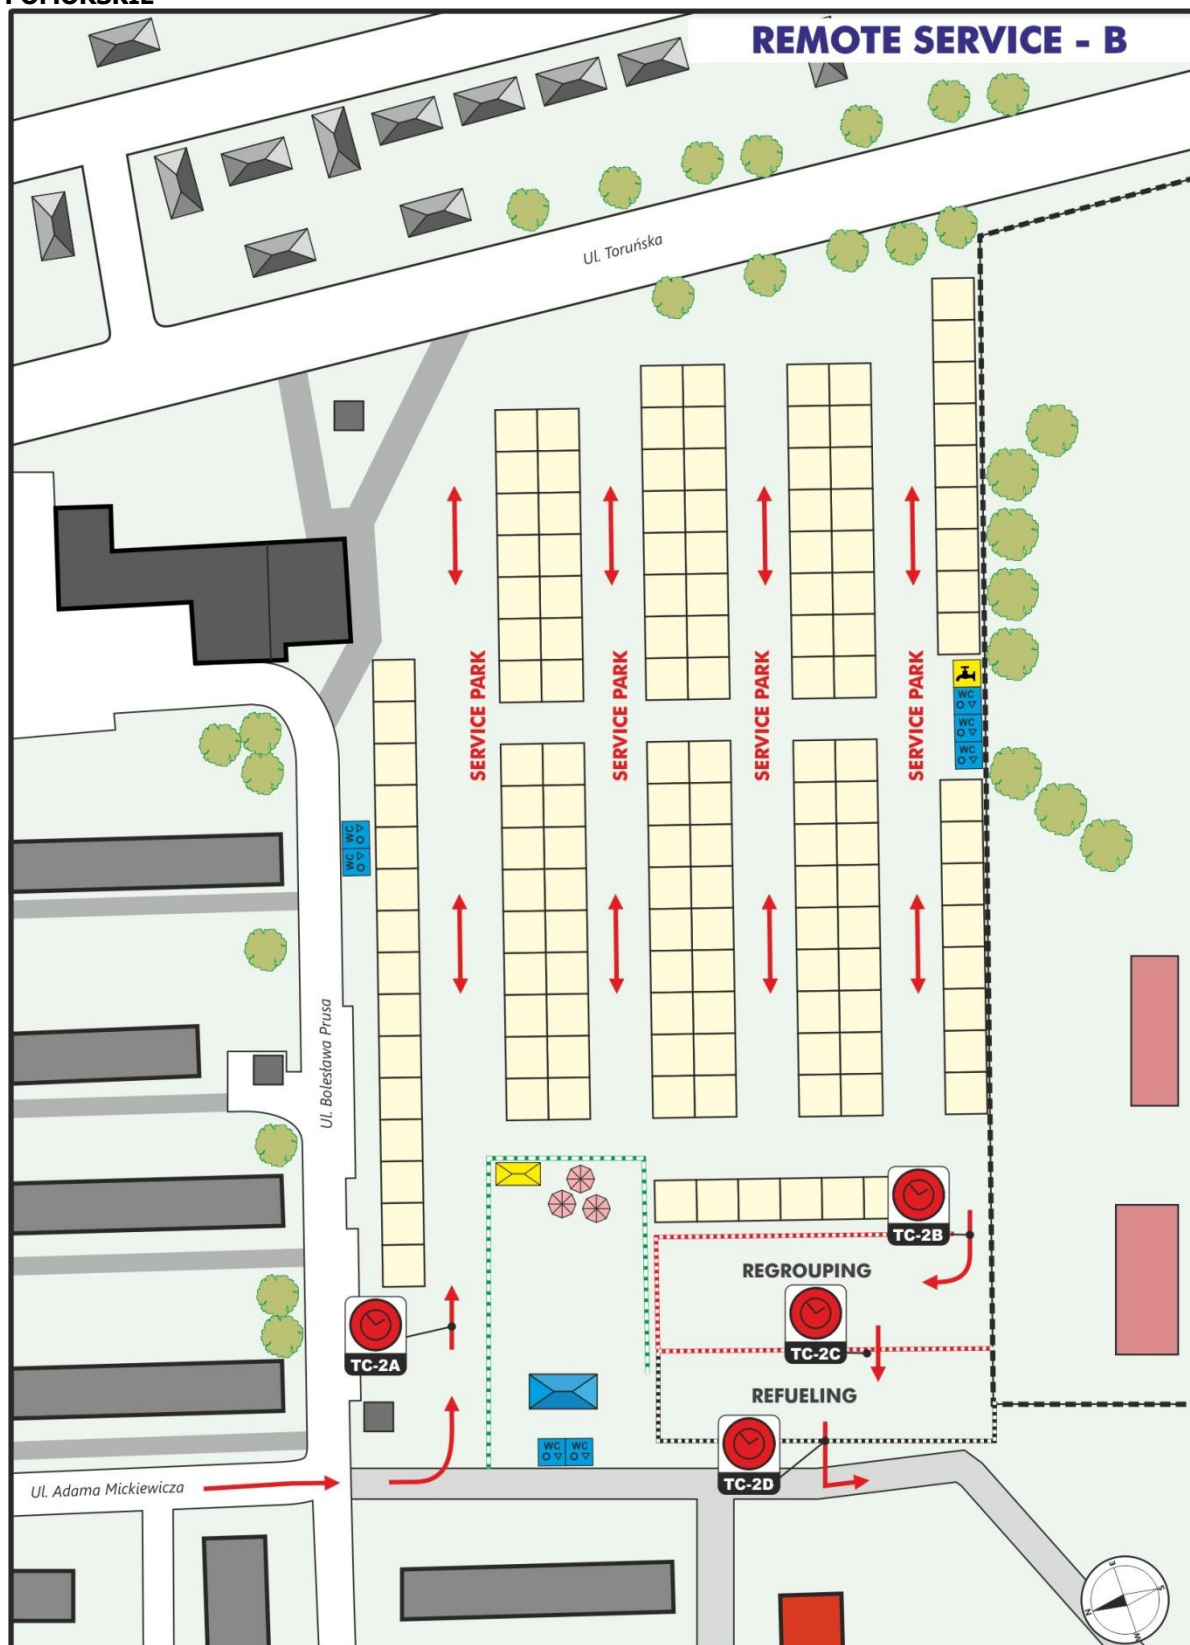 POMORSKIE
REMOTE SERVICE - B
Ul. Toruńska
SERVICE PARK
SERVICE PARK
SERVICE PARK
SERVICE PARK
WC
WC
WC
WC
WC
Ul. Bolesława Prusa
TC-2B
REGROUPING
TC-2A
TC-2C
REFUELING
WC
WC
TC-2D
Ul. Adama Mickiewicza
E
S
N
W